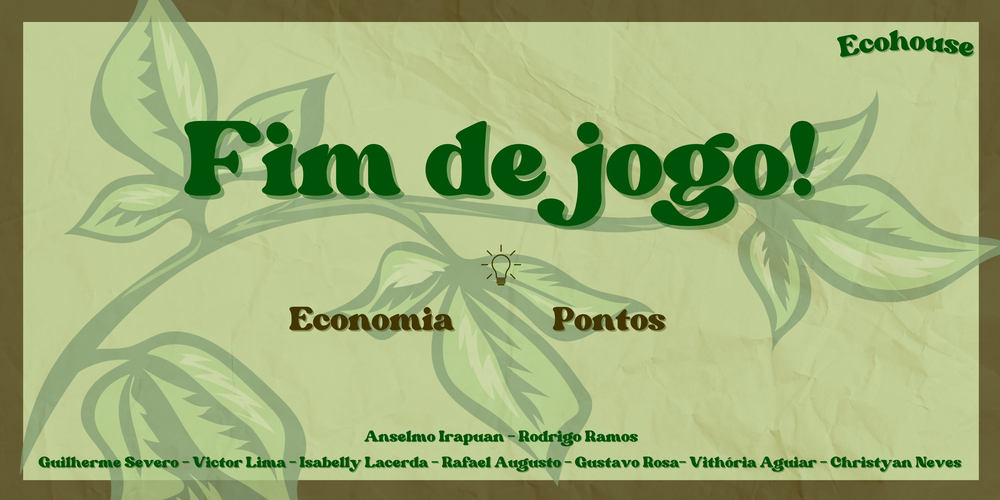 Ecohouse
Fim de jogo!
Economia Pontos
Anselmo Irapuan - Rodrigo Ramos
Guilherme Severo - Victor Lima - Isabelly Lacerda - Rafael Augusto - Gustavo Rosa- Vithória Aguiar - Christyan Neves